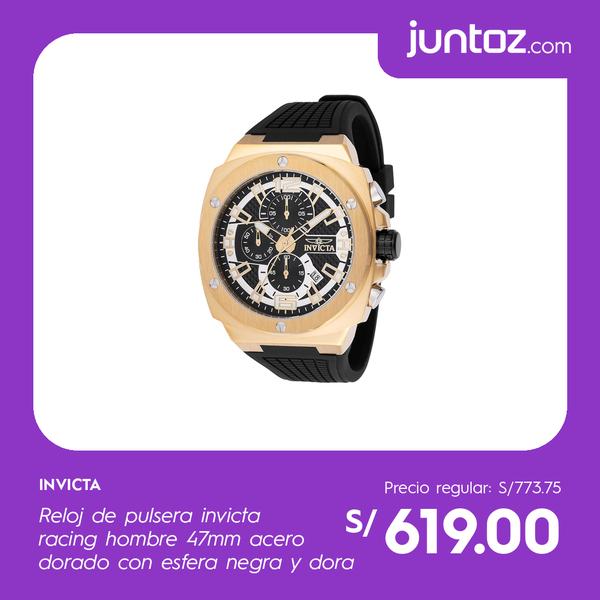 juntoz.com
INVICTA
INVICTA
Reloj de pulsera invicta
racing hombre 47mm acero
dorado con esfera negra y dora
Precio regular: S/773.75
S/ 619.00